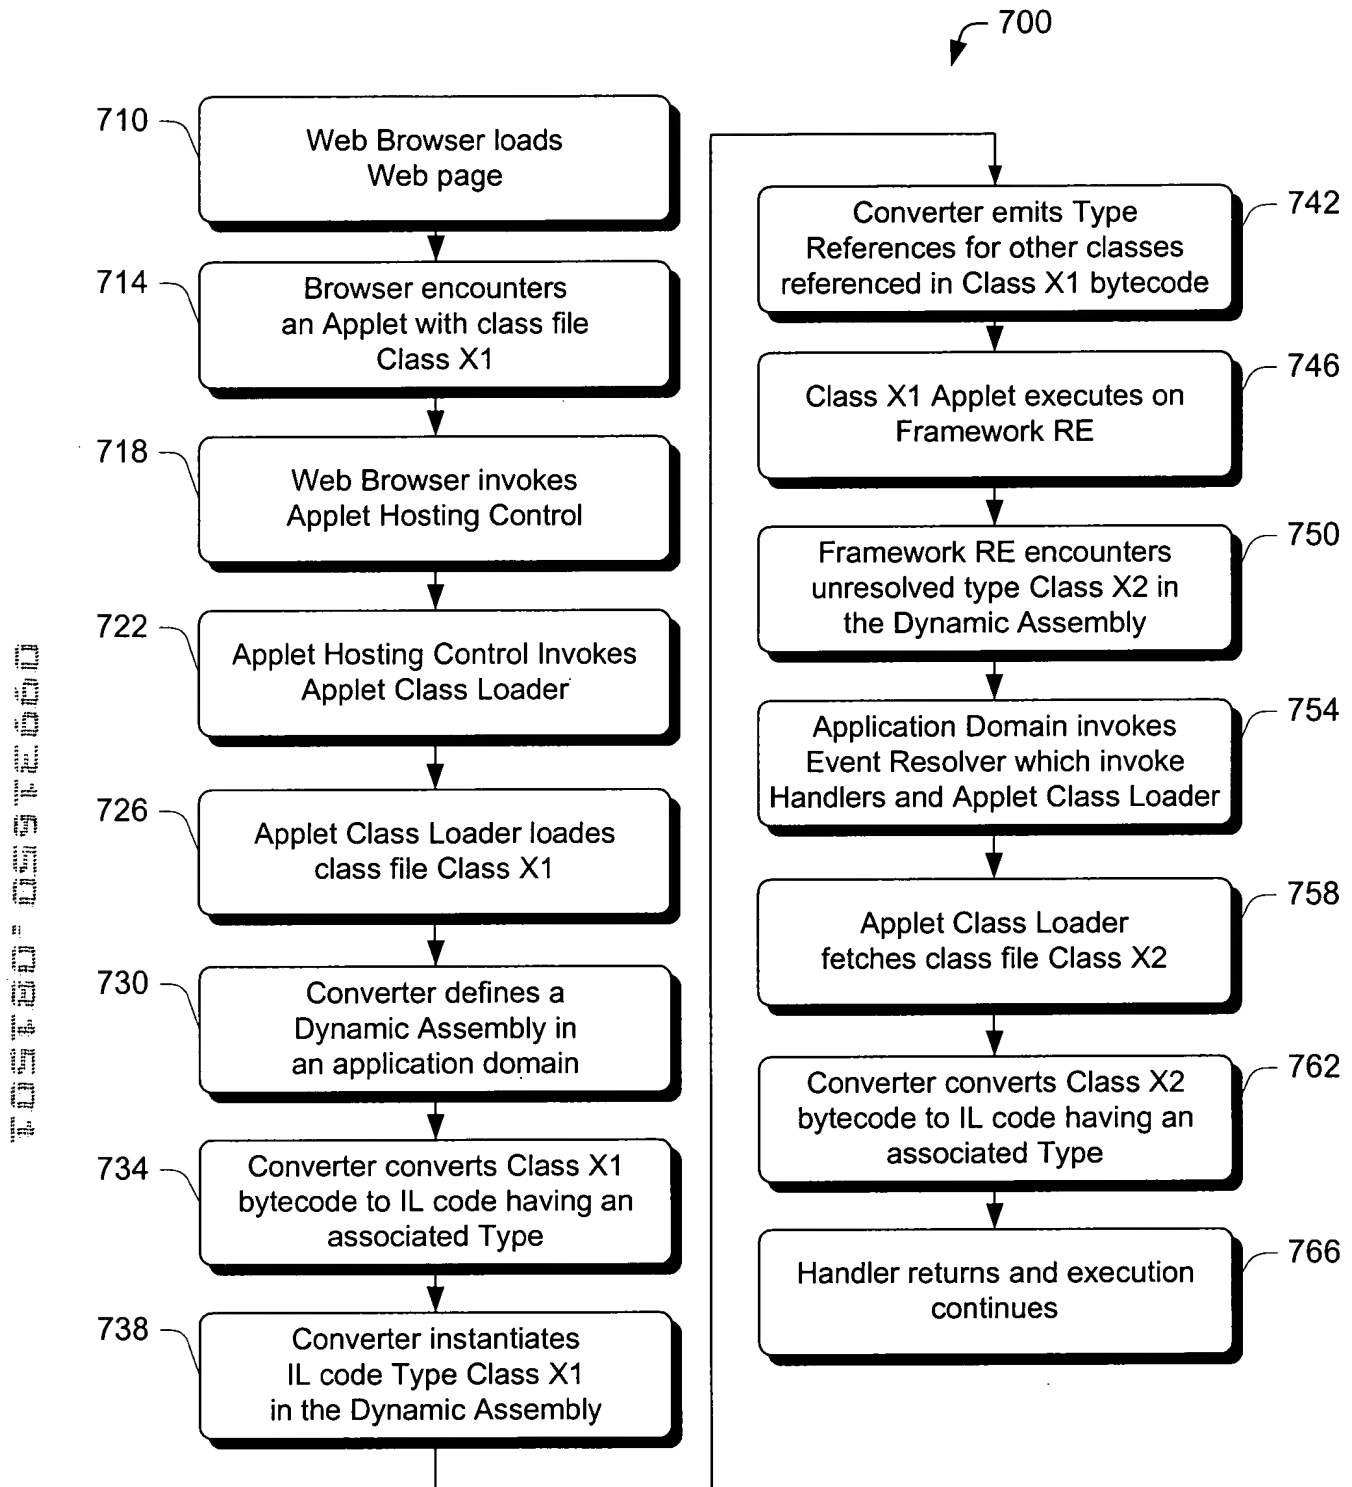 700
710
Web Browser loads
Web page
714
Browser encounters
an Applet with class file
Class X1
718
Web Browser invokes
Applet Hosting Control
722
Applet Hosting Control Invokes
Applet Class Loader
726
Applet Class Loader loades
class file Class X1
730
Converter defines a
Dynamic Assembly in
an application domain
734
Converter converts Class X1
bytecode to IL code having an
associated Type
738
Converter instantiates
IL code Type Class X1
in the Dynamic Assembly
742
Converter emits Type
References for other classes
referenced in Class X1 bytecode
746
Class X1 Applet executes on
Framework RE
750
Framework RE encounters
unresolved type Class X2 in
the Dynamic Assembly
754
Application Domain invokes
Event Resolver which invoke
Handlers and Applet Class Loader
758
Applet Class Loader
fetches class file Class X2
762
Converter converts Class X2
bytecode to IL code having an
associated Type
766
Handler returns and execution
continues